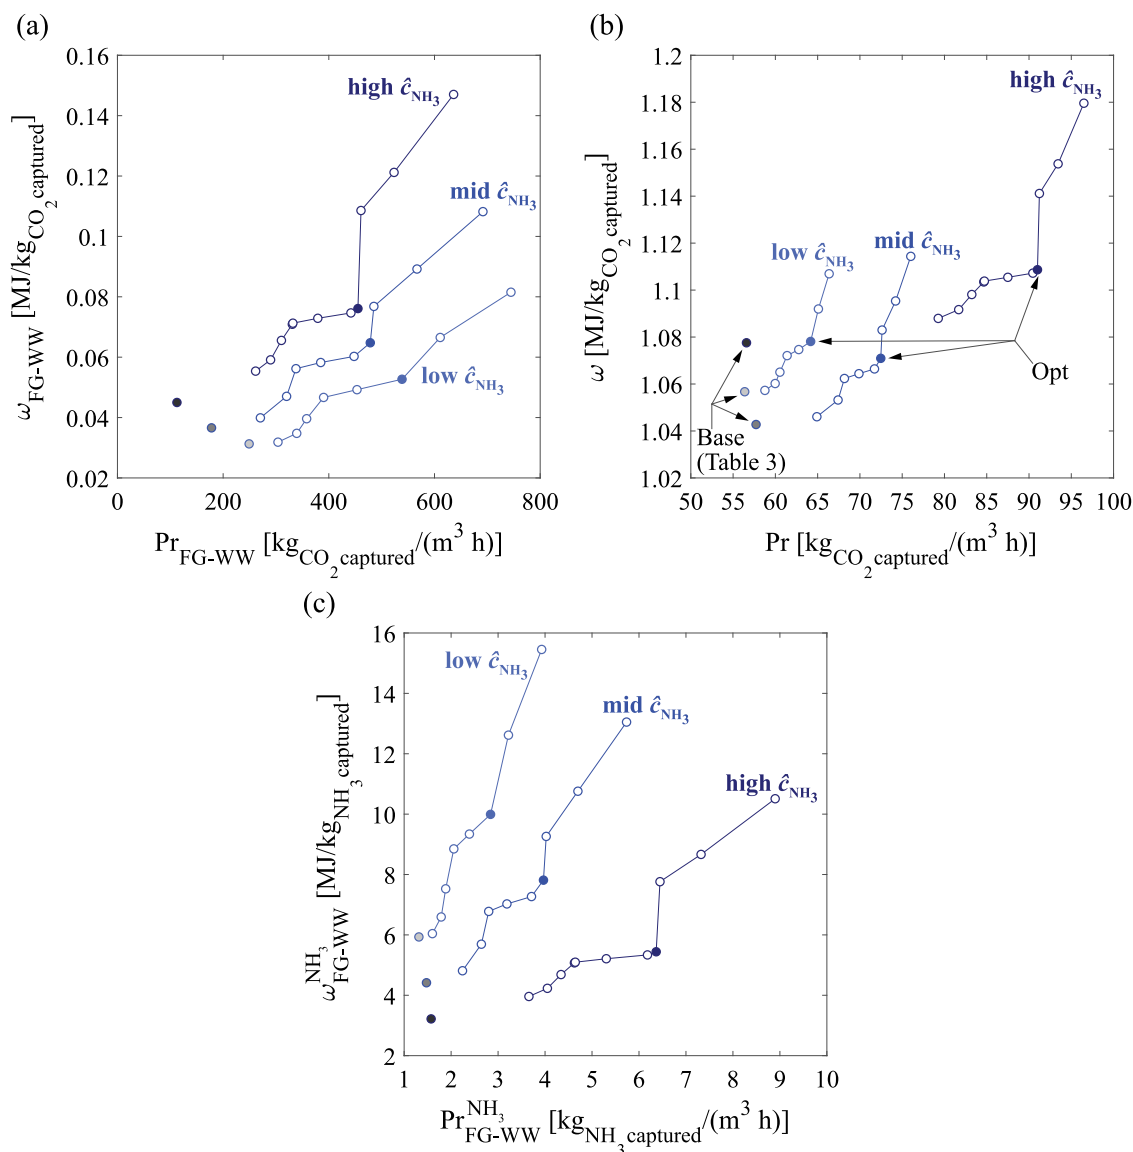 (a)
0.16
0.14
0.12
0.1
0.08
0.06
0.04
0.02
0 200 400 600 800
ω_FG-WW [MJ/kg_CO₂ captured]
Pr_FG-WW [kg_CO₂ captured/(m³ h)]
high ĉ_NH₃
mid ĉ_NH₃
low ĉ_NH₃
(b)
1.2
1.18
1.16
1.14
1.12
1.10
1.08
1.06
1.04
1.02
50 55 60 65 70 75 80 85 90 95 100
ω [MJ/kg_CO₂ captured]
Pr [kg_CO₂ captured/(m³ h)]
high ĉ_NH₃
low ĉ_NH₃
mid ĉ_NH₃
Opt
Base
(Table 3)
(c)
16
14
12
10
8
6
4
2
1 2 3 4 5 6 7 8 9 10
ω^NH₃_FG-WW [MJ/kg_NH₃ captured]
Pr^NH₃_FG-WW [kg_NH₃ captured/(m³ h)]
low ĉ_NH₃
mid ĉ_NH₃
high ĉ_NH₃